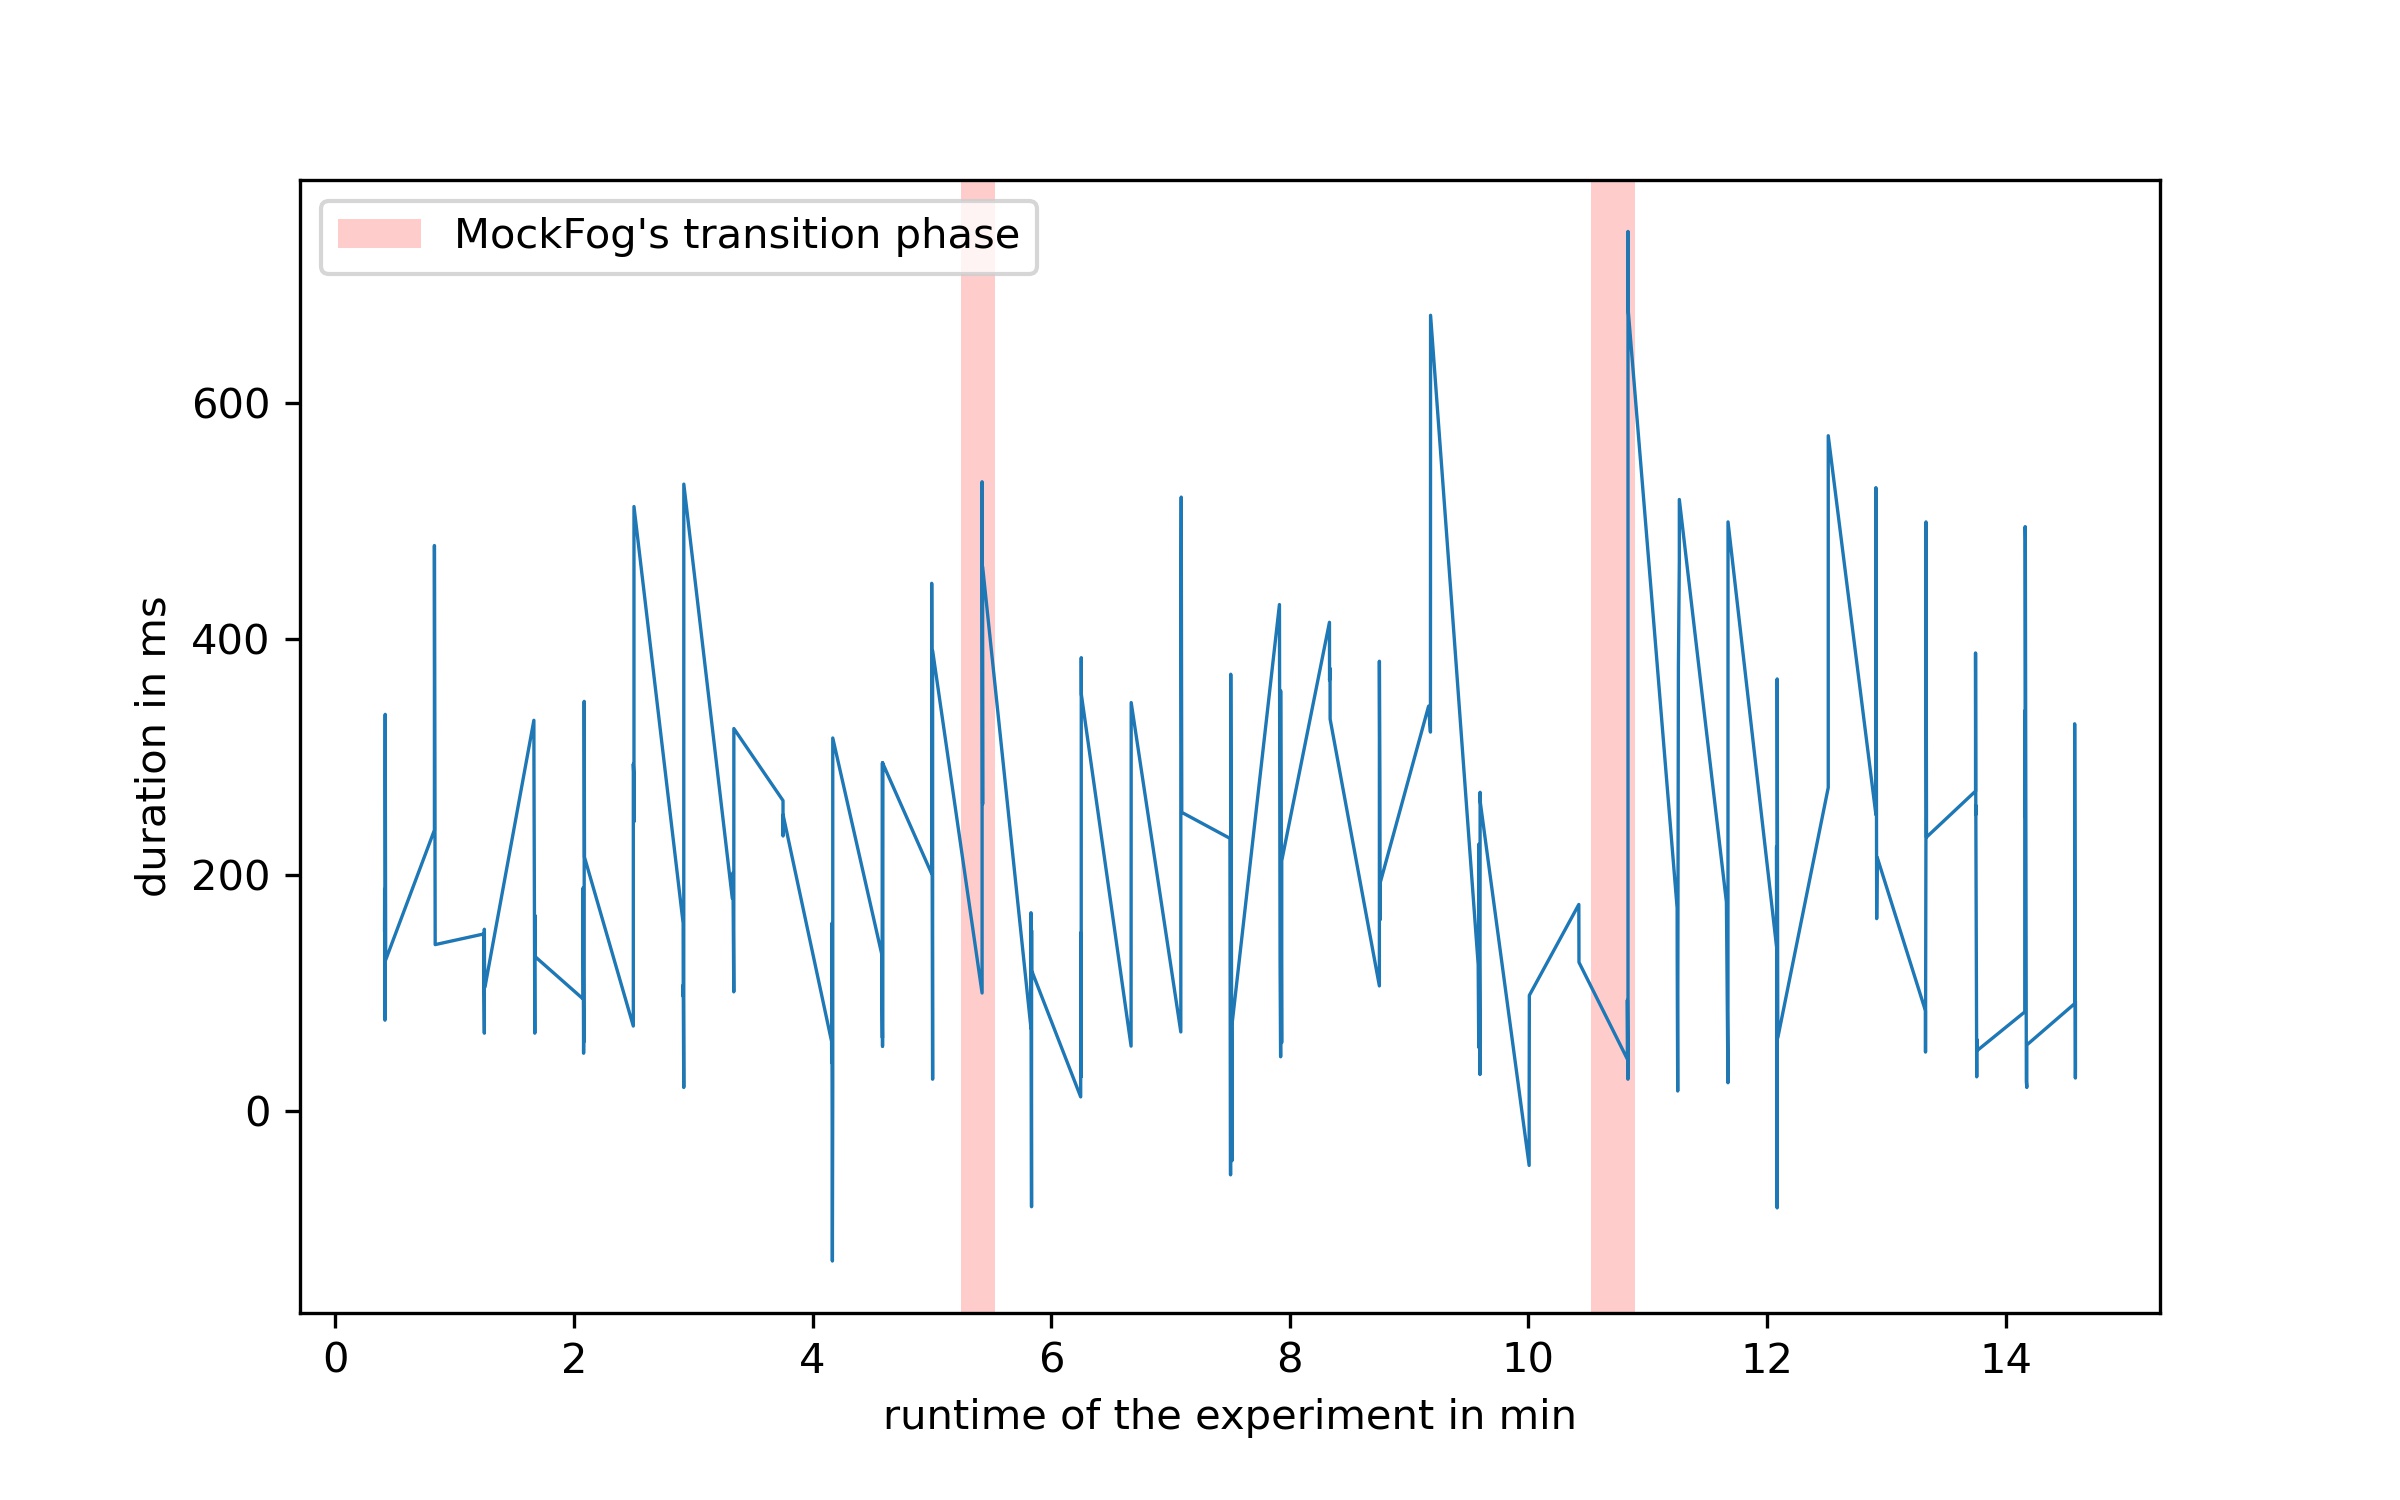 MockFog's transition phase
600
400
200
0
duration in ms
0 2 4 6 8 10 12 14
runtime of the experiment in min